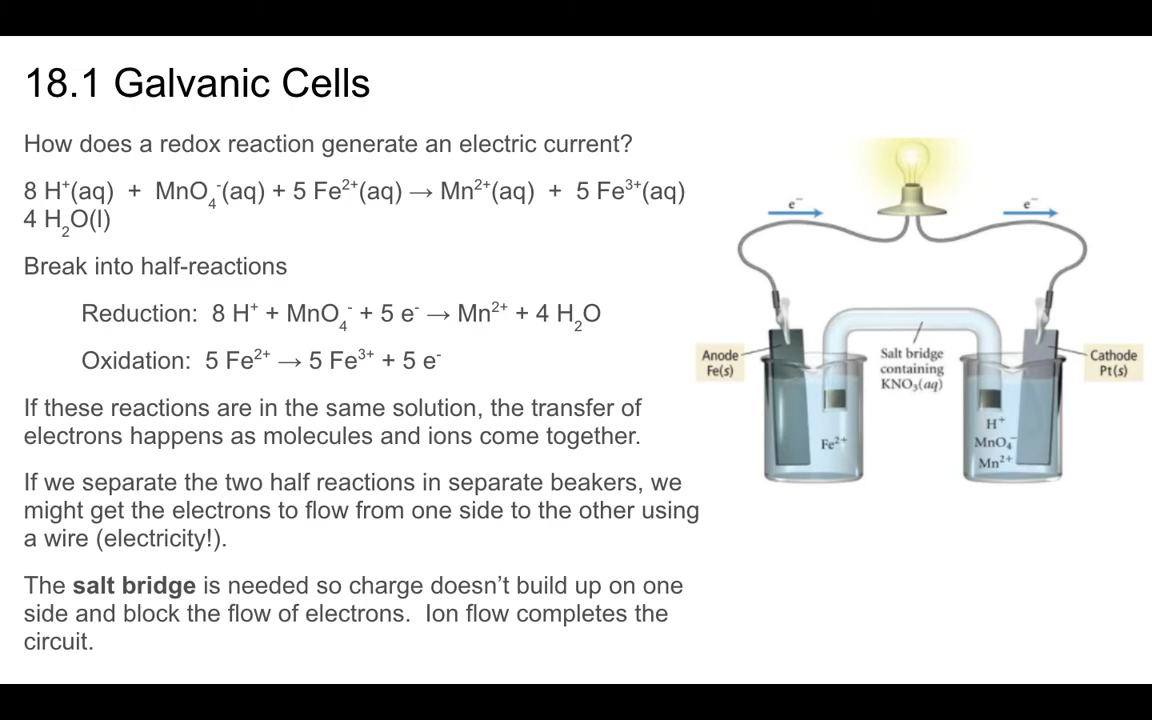 18.1 Galvanic Cells
How does a redox reaction generate an electric current?
8 H⁺(aq) + MnO₄⁻(aq) + 5 Fe²⁺(aq) → Mn²⁺(aq) + 5 Fe³⁺(aq)
4 H₂O(l)
Break into half-reactions
Reduction: 8 H⁺ + MnO₄⁻ + 5 e⁻ → Mn²⁺ + 4 H₂O
Oxidation: 5 Fe²⁺ → 5 Fe³⁺ + 5 e⁻
If these reactions are in the same solution, the transfer of
electrons happens as molecules and ions come together.
If we separate the two half reactions in separate beakers, we
might get the electrons to flow from one side to the other using
a wire (electricity!).
The salt bridge is needed so charge doesn’t build up on one
side and block the flow of electrons. Ion flow completes the
circuit.
e⁻
e⁻
Anode
Fe(s)
Salt bridge
containing
KNO₃(aq)
Cathode
Pt(s)
Fe²⁺
H⁺
MnO₄⁻
Mn²⁺